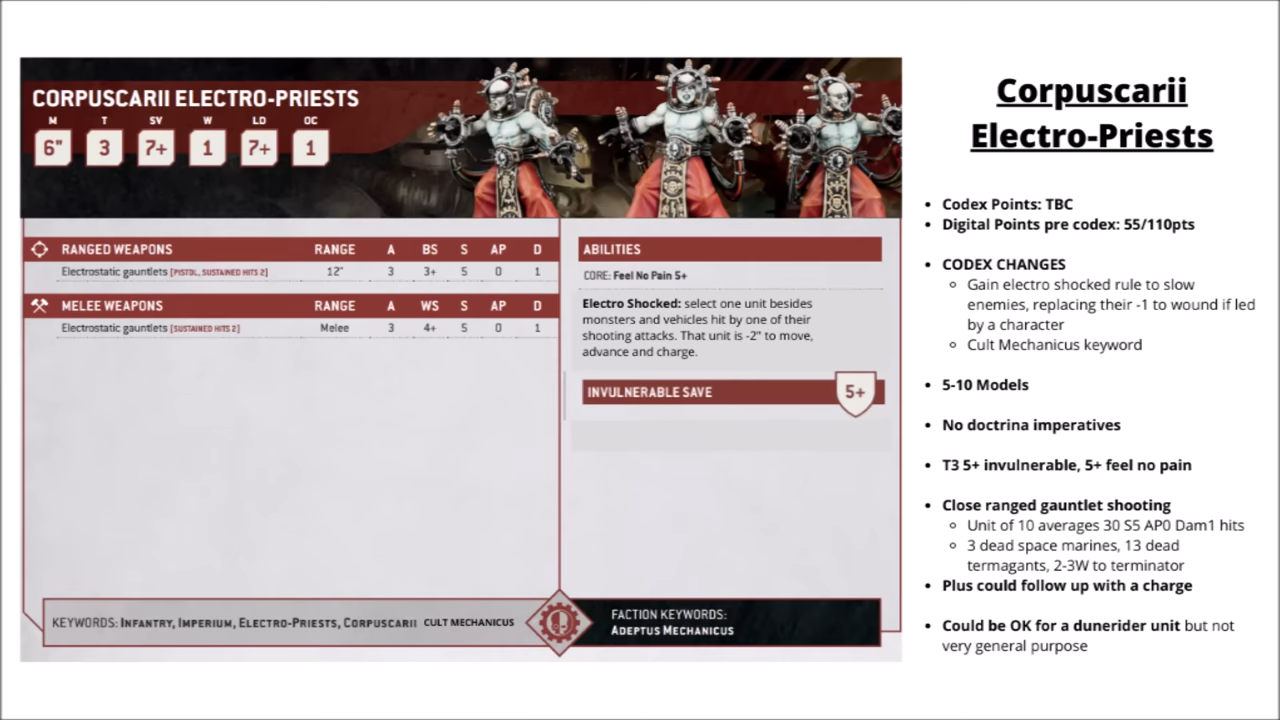 CORPUSCARII ELECTRO-PRIESTS
M T SV W LD OC
6" 3 7+ 1 7+ 1
RANGED WEAPONS RANGE A BS S AP D
Electrostatic gauntlets [PISTOL, SUSTAINED HITS 2] 12" 3 3+ 5 0 1
MELEE WEAPONS RANGE A WS S AP D
Electrostatic gauntlets [SUSTAINED HITS 2] Melee 3 4+ 5 0 1
ABILITIES
CORE: Feel No Pain 5+
Electro Shocked: select one unit besides
monsters and vehicles hit by one of their
shooting attacks. That unit is -2" to move,
advance and charge.
INVULNERABLE SAVE 5+
KEYWORDS: INFANTRY, IMPERIUM, ELECTRO-PRIESTS, CORPUSCARII CULT MECHANICUS
FACTION KEYWORDS:
ADEPTUS MECHANICUS
Corpuscarii
Electro-Priests
• Codex Points: TBC
• Digital Points pre codex: 55/110pts
• CODEX CHANGES
○ Gain electro shocked rule to slow
enemies, replacing their -1 to wound if led
by a character
○ Cult Mechanicus keyword
• 5-10 Models
• No doctrina imperatives
• T3 5+ invulnerable, 5+ feel no pain
• Close ranged gauntlet shooting
○ Unit of 10 averages 30 S5 AP0 Dam1 hits
○ 3 dead space marines, 13 dead
termagants, 2-3W to terminator
• Plus could follow up with a charge
• Could be OK for a dunerider unit but not
very general purpose